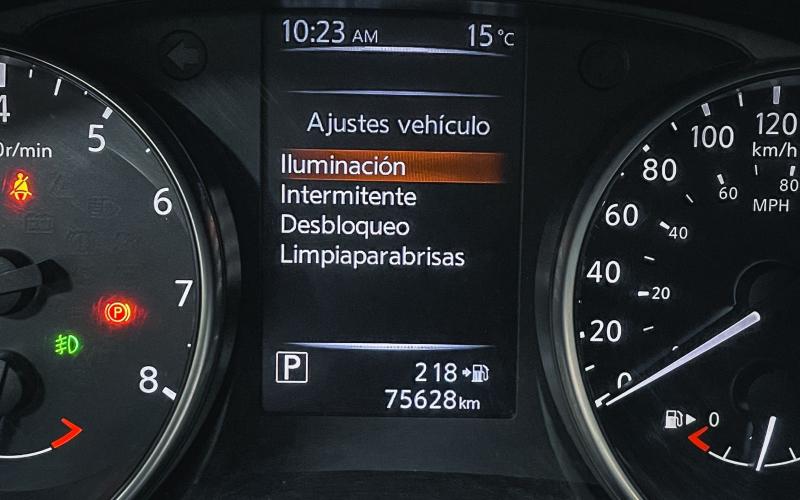 10:23 AM 15°C
Ajustes vehículo
Iluminación
Intermitente
Desbloqueo
Limpiaparabrisas
P 218
75628km
4
5
6
7
8
r/min
P
0
20
40
60
80
100
120
km/h
20
40
60
80
MPH
0